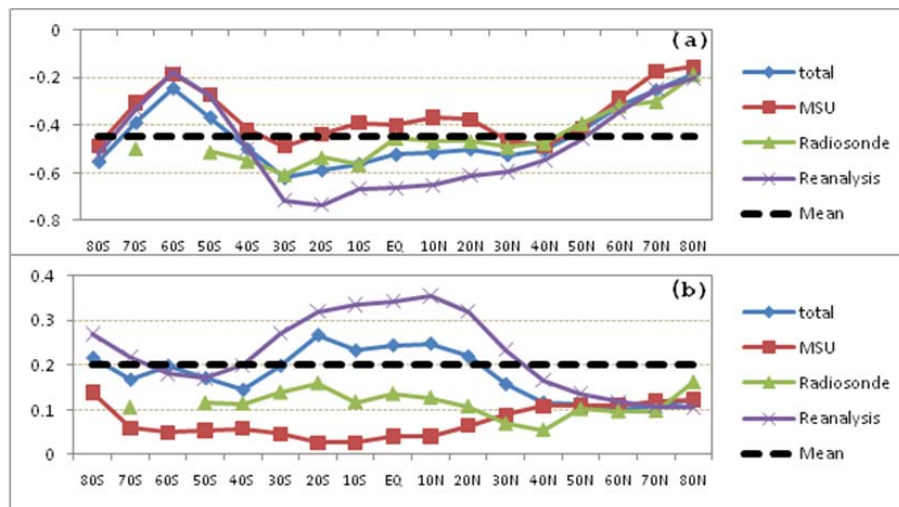 0
(a)
-0.2
-0.4
-0.6
-0.8
80S 70S 60S 50S 40S 30S 20S 10S EQ 10N 20N 30N 40N 50N 60N 70N 80N
total
MSU
Radiosonde
Reanalysis
Mean
0.4
(b)
0.3
0.2
0.1
0
80S 70S 60S 50S 40S 30S 20S 10S EQ 10N 20N 30N 40N 50N 60N 70N 80N
total
MSU
Radiosonde
Reanalysis
Mean